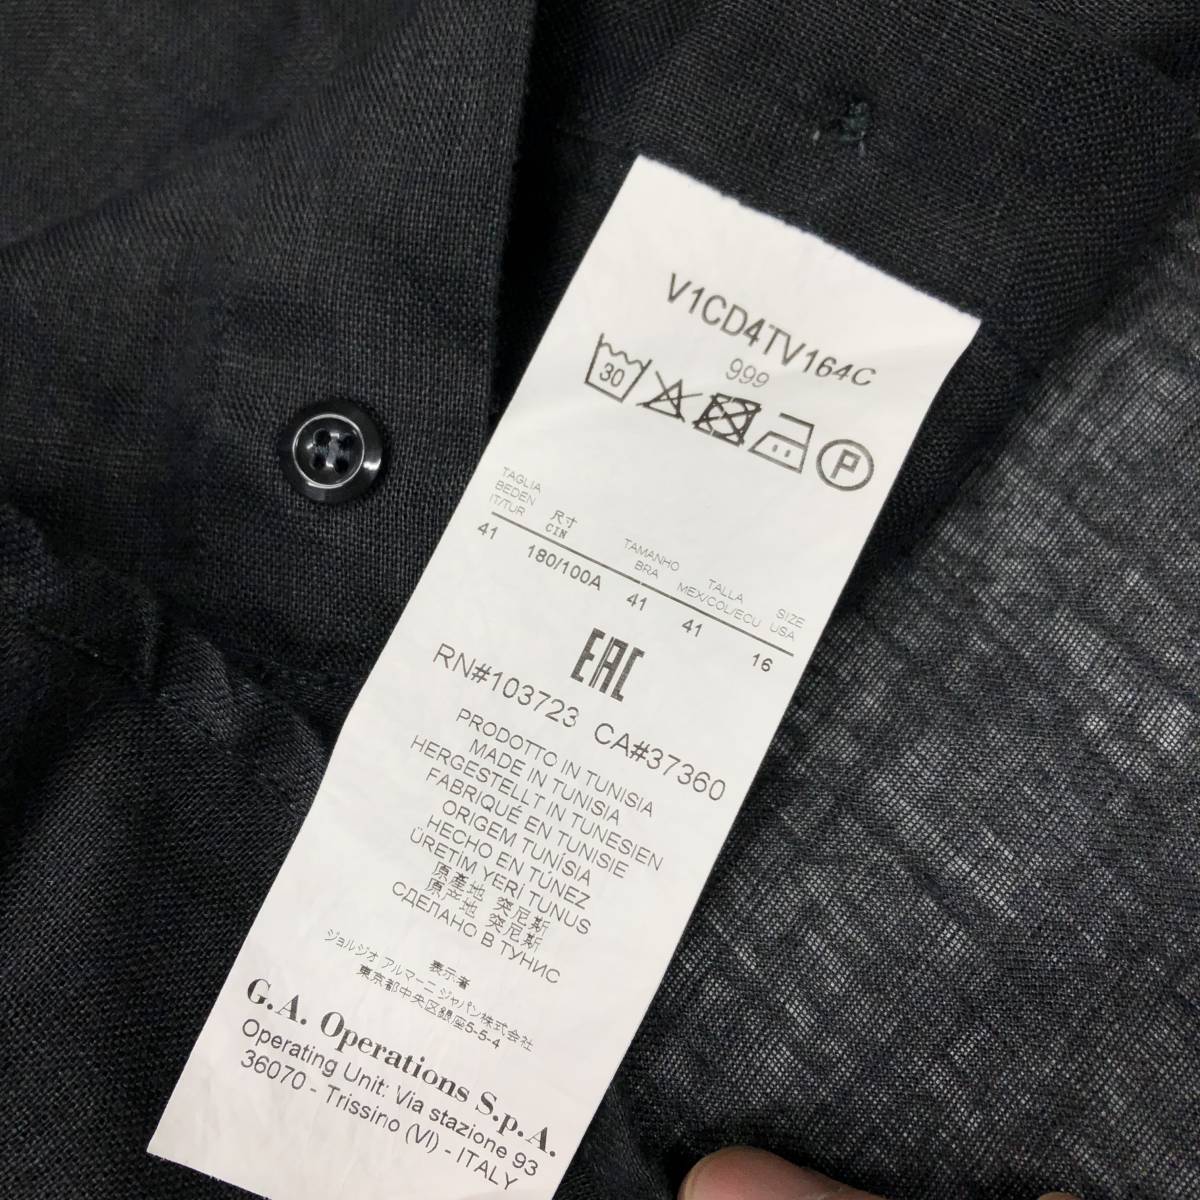 V1CD4TV164C
999
30 P
TAGLIA
BEDEN
IT/TUR
尺寸
CIN
TAMANHO
BRA
TALLA
MEX/COL/ECU
SIZE
USA
41 180/100A 41 41 16
EAC
RN#103723 CA#37360
PRODOTTO IN TUNISIA
MADE IN TUNISIA
HERGESTELLT IN TUNESIEN
FABRIQUÉ EN TUNISIE
ORIGEM TUNÍSIA
HECHO EN TÚNEZ
ÜRETİM YERİ TUNUS
原產地 突尼斯
原产地 突尼斯
СДЕЛАНО В ТУНИС
表示者
ジョルジオ アルマーニ ジャパン株式会社
東京都中央区銀座5-5-4
G.A. Operations S.p.A.
Operating Unit: Via stazione 93
36070 - Trissino (VI) - ITALY